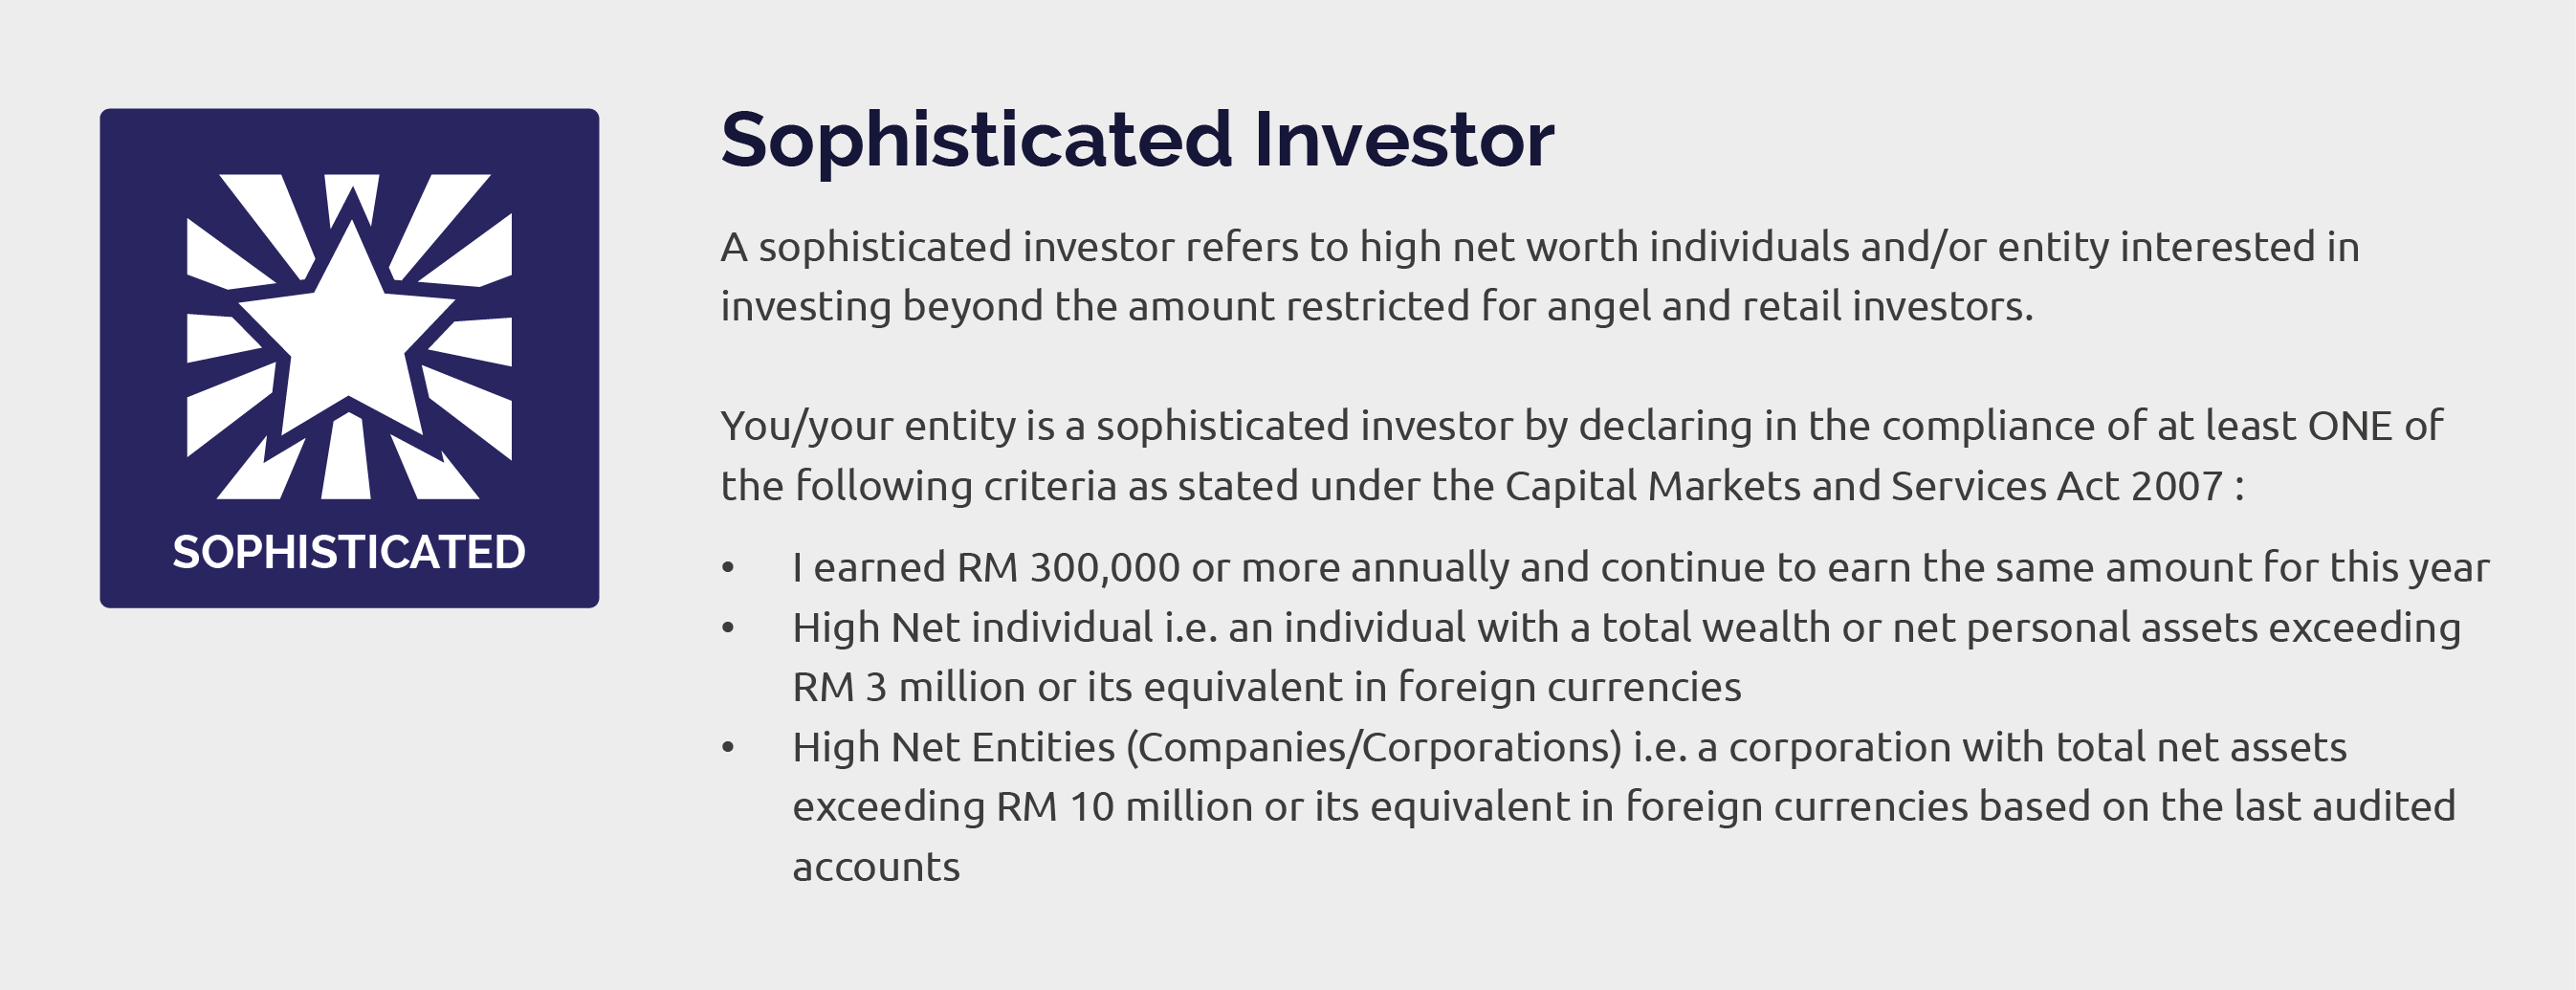 SOPHISTICATED
Sophisticated Investor
A sophisticated investor refers to high net worth individuals and/or entity interested in
investing beyond the amount restricted for angel and retail investors.
You/your entity is a sophisticated investor by declaring in the compliance of at least ONE of
the following criteria as stated under the Capital Markets and Services Act 2007 :
• I earned RM 300,000 or more annually and continue to earn the same amount for this year
• High Net individual i.e. an individual with a total wealth or net personal assets exceeding
RM 3 million or its equivalent in foreign currencies
• High Net Entities (Companies/Corporations) i.e. a corporation with total net assets
exceeding RM 10 million or its equivalent in foreign currencies based on the last audited
accounts